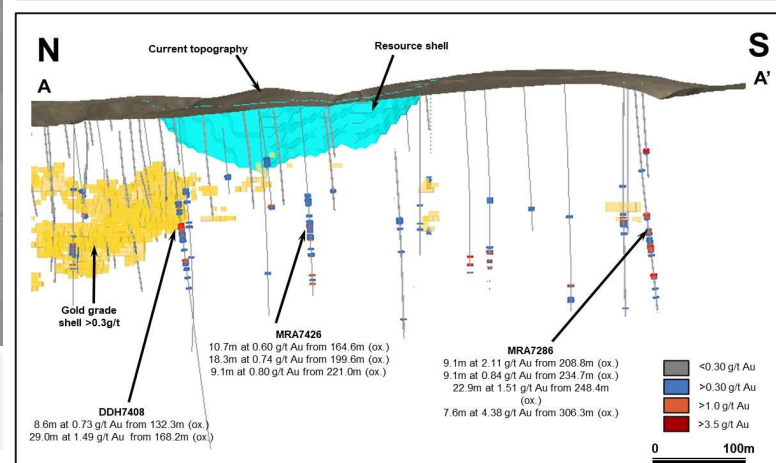 N
S
A
A'
Current topography
Resource shell
Gold grade
shell >0.3g/t
MRA7426
10.7m at 0.60 g/t Au from 164.6m (ox.)
18.3m at 0.74 g/t Au from 199.6m (ox.)
9.1m at 0.80 g/t Au from 221.0m (ox.)
MRA7286
9.1m at 2.11 g/t Au from 208.8m (ox.)
9.1m at 0.84 g/t Au from 234.7m (ox.)
22.9m at 1.51 g/t Au from 248.4m
(ox.)
7.6m at 4.38 g/t Au from 306.3m (ox.)
DDH7408
8.6m at 0.73 g/t Au from 132.3m (ox.)
29.0m at 1.49 g/t Au from 168.2m (ox.)
<0.30 g/t Au
>0.30 g/t Au
>1.0 g/t Au
>3.5 g/t Au
0 100m